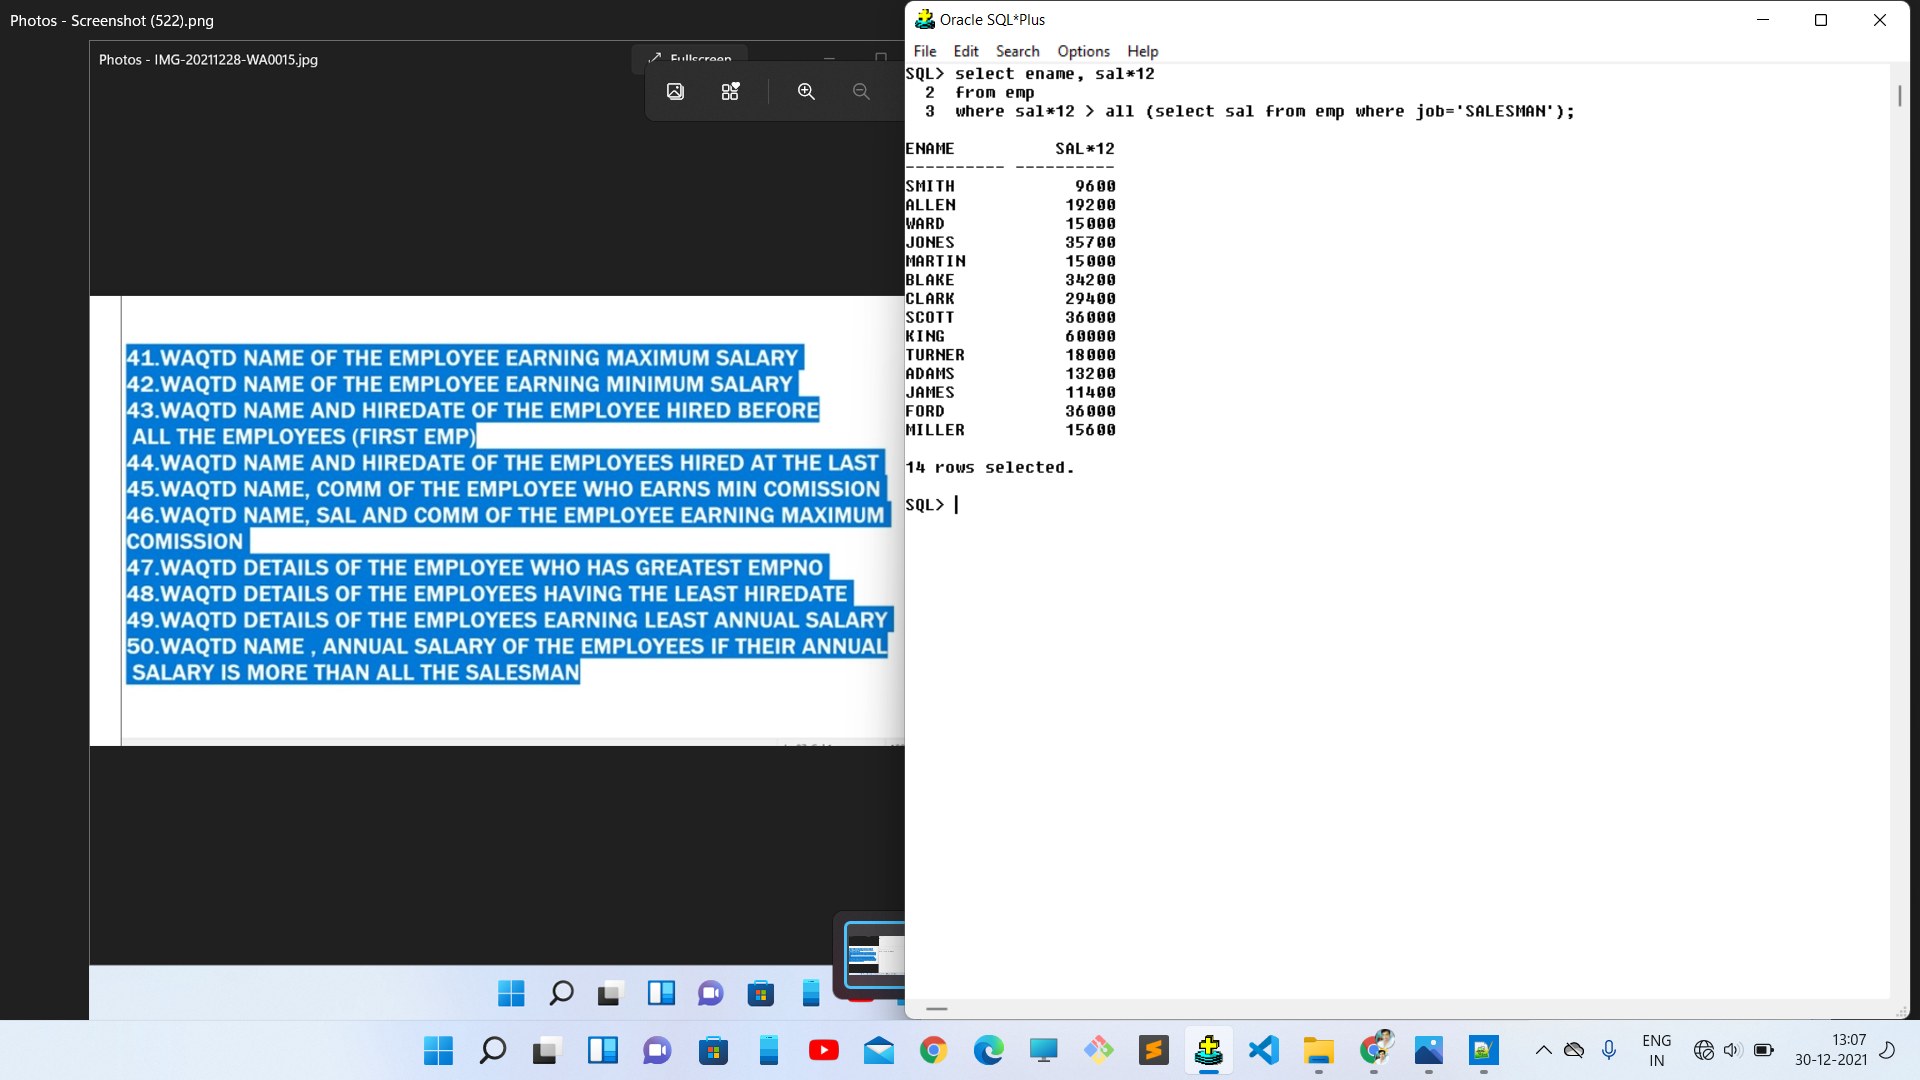 Photos - Screenshot (522).png
Photos - IMG-20211228-WA0015.jpg
Fullscreen
41.WAQTD NAME OF THE EMPLOYEE EARNING MAXIMUM SALARY
42.WAQTD NAME OF THE EMPLOYEE EARNING MINIMUM SALARY
43.WAQTD NAME AND HIREDATE OF THE EMPLOYEE HIRED BEFORE
ALL THE EMPLOYEES (FIRST EMP)
44.WAQTD NAME AND HIREDATE OF THE EMPLOYEES HIRED AT THE LAST
45.WAQTD NAME, COMM OF THE EMPLOYEE WHO EARNS MIN COMISSION
46.WAQTD NAME, SAL AND COMM OF THE EMPLOYEE EARNING MAXIMUM
COMISSION
47.WAQTD DETAILS OF THE EMPLOYEE WHO HAS GREATEST EMPNO
48.WAQTD DETAILS OF THE EMPLOYEES HAVING THE LEAST HIREDATE
49.WAQTD DETAILS OF THE EMPLOYEES EARNING LEAST ANNUAL SALARY
50.WAQTD NAME , ANNUAL SALARY OF THE EMPLOYEES IF THEIR ANNUAL
SALARY IS MORE THAN ALL THE SALESMAN
Oracle SQL*Plus
File Edit Search Options Help
SQL> select ename, sal*12
2 from emp
3 where sal*12 > all (select sal from emp where job='SALESMAN');
ENAME SAL*12
---------- ----------
SMITH 9600
ALLEN 19200
WARD 15000
JONES 35700
MARTIN 15000
BLAKE 34200
CLARK 29400
SCOTT 36000
KING 60000
TURNER 18000
ADAMS 13200
JAMES 11400
FORD 36000
MILLER 15600
14 rows selected.
SQL>
ENG
IN
13:07
30-12-2021